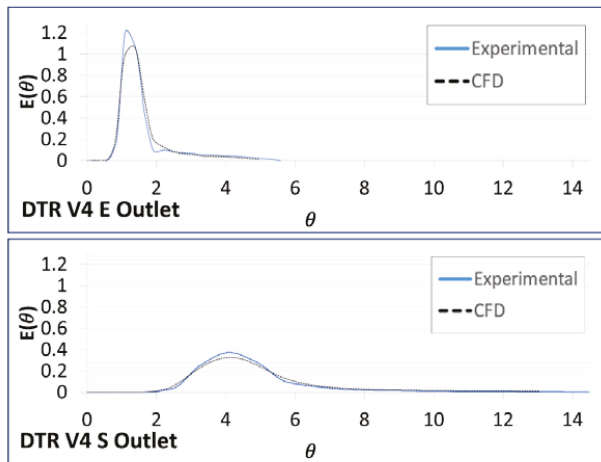 1.2
1
0.8
0.6
0.4
0.2
0
E(θ)
Experimental
CFD
0 2 4 6 8 10 12 14
DTR V4 E Outlet
θ
1.2
1
0.8
0.6
0.4
0.2
0
E(θ)
Experimental
CFD
0 2 4 6 8 10 12 14
DTR V4 S Outlet
θ